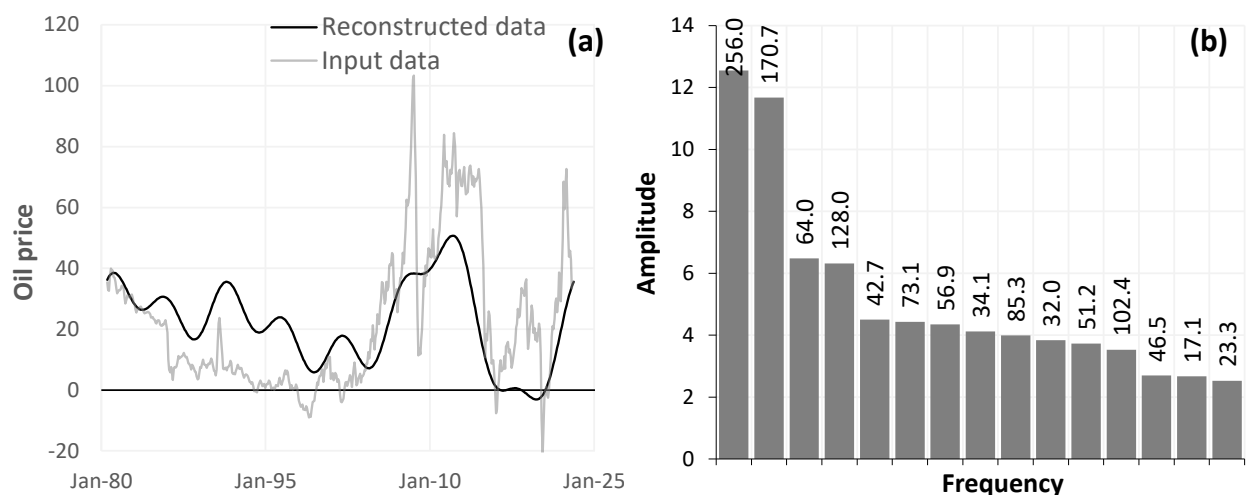 Reconstructed data
Input data
(a)
120
100
80
60
40
20
0
-20
Oil price
Jan-80
Jan-95
Jan-10
Jan-25
(b)
14
12
10
8
6
4
2
0
Amplitude
256.0
170.7
64.0
128.0
42.7
73.1
56.9
34.1
85.3
32.0
51.2
102.4
46.5
17.1
23.3
Frequency